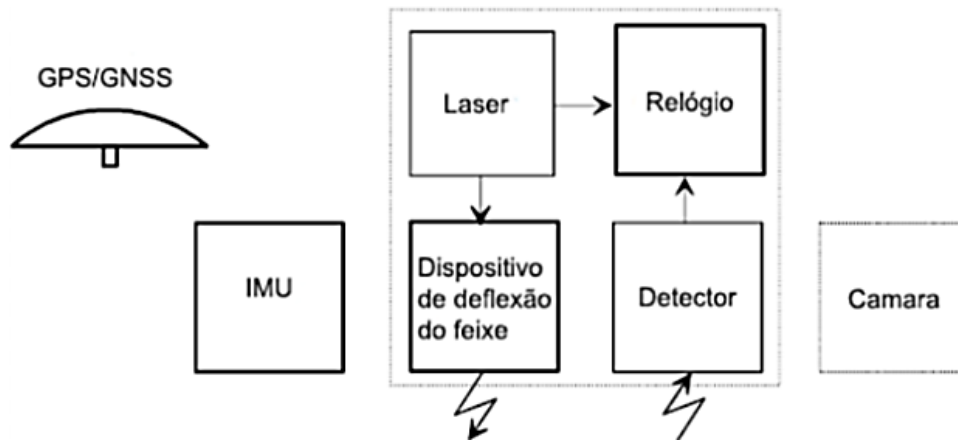 GPS/GNSS
Laser
Relógio
IMU
Dispositivo
de deflexão
do feixe
Detector
Camara